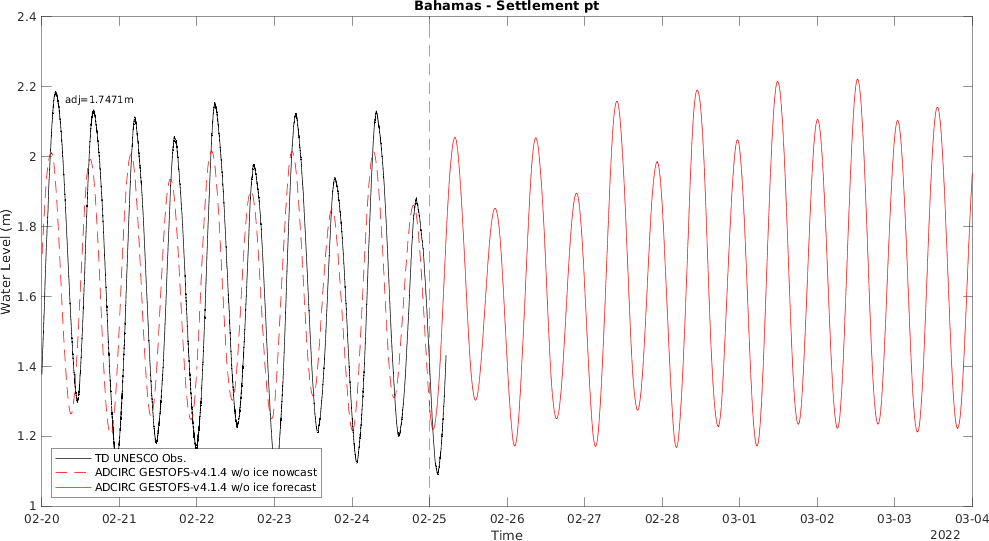 Bahamas - Settlement pt
2.4
2.2
2
1.8
1.6
1.4
1.2
1
Water Level (m)
adj=1.7471m
TD UNESCO Obs.
ADCIRC GESTOFS-v4.1.4 w/o ice nowcast
ADCIRC GESTOFS-v4.1.4 w/o ice forecast
02-20 02-21 02-22 02-23 02-24 02-25 02-26 02-27 02-28 03-01 03-02 03-03 03-04
Time
2022